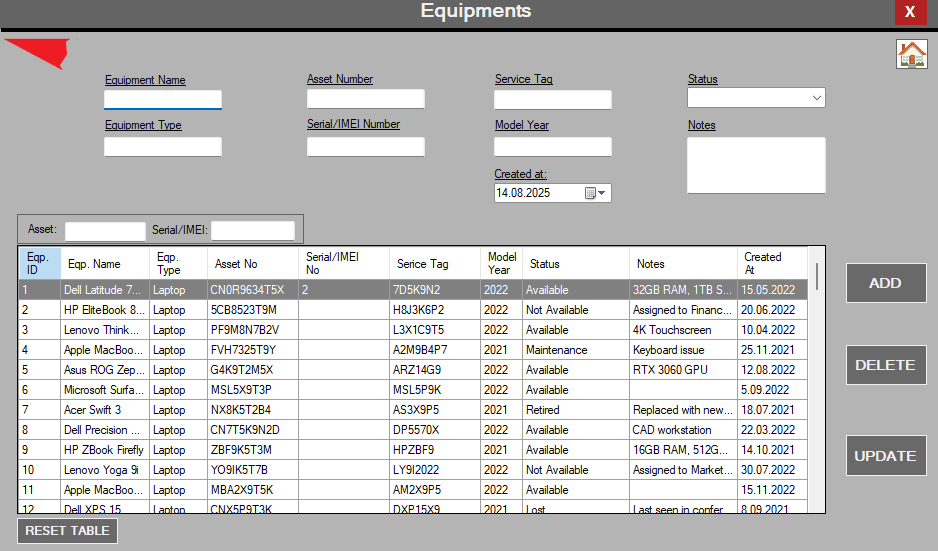 Equipments
X
Equipment Name
Asset Number
Service Tag
Status
Equipment Type
Serial/IMEI Number
Model Year
Notes
Created at:
14.08.2025
Asset:
Serial/IMEI:
Eqp. ID Eqp. Name Eqp. Type Asset No Serial/IMEI No Serice Tag Model Year Status Notes Created At
1 Dell Latitude 7... Laptop CN0R9634T5X 2 7D5K9N2 2022 Available 32GB RAM, 1TB S... 15.05.2022
2 HP EliteBook 8... Laptop 5CB8523T9M H8J3K6P2 2022 Not Available Assigned to Financ... 20.06.2022
3 Lenovo Think... Laptop PF9M8N7B2V L3X1C9T5 2022 Available 4K Touchscreen 10.04.2022
4 Apple MacBoo... Laptop FVH7325T9Y A2M9B4P7 2021 Maintenance Keyboard issue 25.11.2021
5 Asus ROG Zep... Laptop G4K9T2M5X ARZ14G9 2022 Available RTX 3060 GPU 12.08.2022
6 Microsoft Surfa... Laptop MSL5X9T3P MSL5P9K 2022 Available 5.09.2022
7 Acer Swift 3 Laptop NX8K5T2B4 AS3X9P5 2021 Retired Replaced with new... 18.07.2021
8 Dell Precision ... Laptop CN7T5K9N2D DP5570X 2022 Available CAD workstation 22.03.2022
9 HP ZBook Firefly Laptop ZBF9K5T3M HPZBF9 2021 Available 16GB RAM, 512G... 14.10.2021
10 Lenovo Yoga 9i Laptop YO9IK5T7B LY9I2022 2022 Not Available Assigned to Market... 30.07.2022
11 Apple MacBoo... Laptop MBA2X9T5K AM2X9P5 2022 Available 15.11.2022
12 Dell XPS 15 Laptop CNX5P9T3K DXP15X9 2021 Lost Last seen in confer 8.09.2021
ADD
DELETE
UPDATE
RESET TABLE